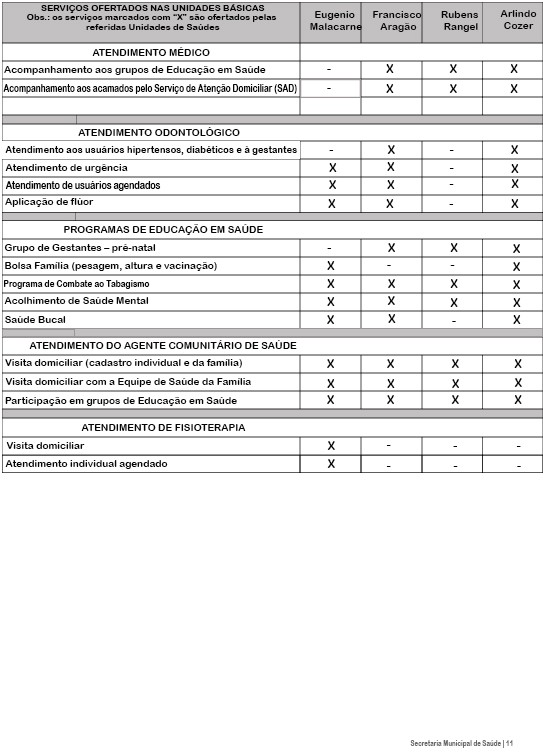 SERVIÇOS OFERTADOS NAS UNIDADES BÁSICAS
Obs.: os serviços marcados com "X" são ofertados pelas
referidas Unidades de Saúdes
Eugenio
Malacarne
Francisco
Aragão
Rubens
Rangel
Arlindo
Cozer
ATENDIMENTO MÉDICO
Acompanhamento aos grupos de Educação em Saúde - X X X
Acompanhamento aos acamados pelo Serviço de Atenção Domiciliar (SAD) - X X X
ATENDIMENTO ODONTOLÓGICO
Atendimento aos usuários hipertensos, diabéticos e à gestantes - X - X
Atendimento de urgência X X - X
Atendimento de usuários agendados X X - X
Aplicação de flúor X X - X
PROGRAMAS DE EDUCAÇÃO EM SAÚDE
Grupo de Gestantes – pré-natal - X X X
Bolsa Família (pesagem, altura e vacinação) X - - X
Programa de Combate ao Tabagismo X X X X
Acolhimento de Saúde Mental X X X X
Saúde Bucal X X - X
ATENDIMENTO DO AGENTE COMUNITÁRIO DE SAÚDE
Visita domiciliar (cadastro individual e da família) X X X X
Visita domiciliar com a Equipe de Saúde da Família X X X X
Participação em grupos de Educação em Saúde X X X X
ATENDIMENTO DE FISIOTERAPIA
Visita domiciliar X - - -
Atendimento individual agendado X - - -
Secretaria Municipal de Saúde | 11